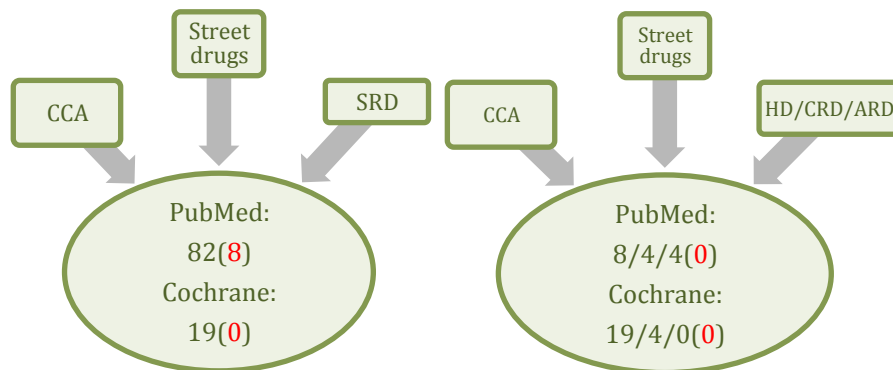 Street
drugs
CCA
SRD
PubMed:
82(8)
Cochrane:
19(0)
Street
drugs
CCA
HD/CRD/ARD
PubMed:
8/4/4(0)
Cochrane:
19/4/0(0)